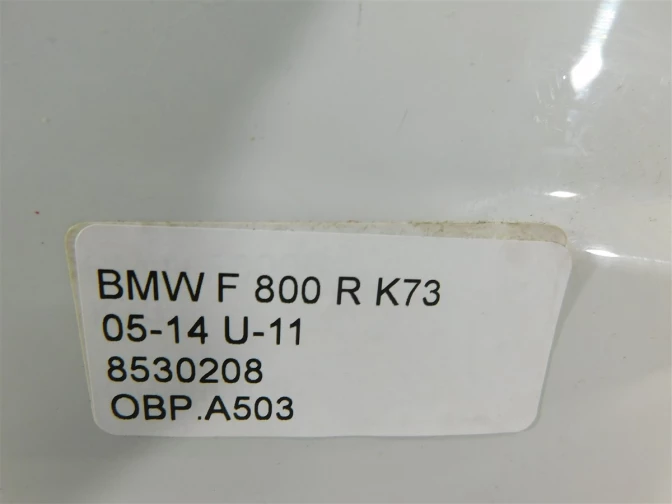 BMW F 800 R K73
05-14 U-11
8530208
OBP.A503